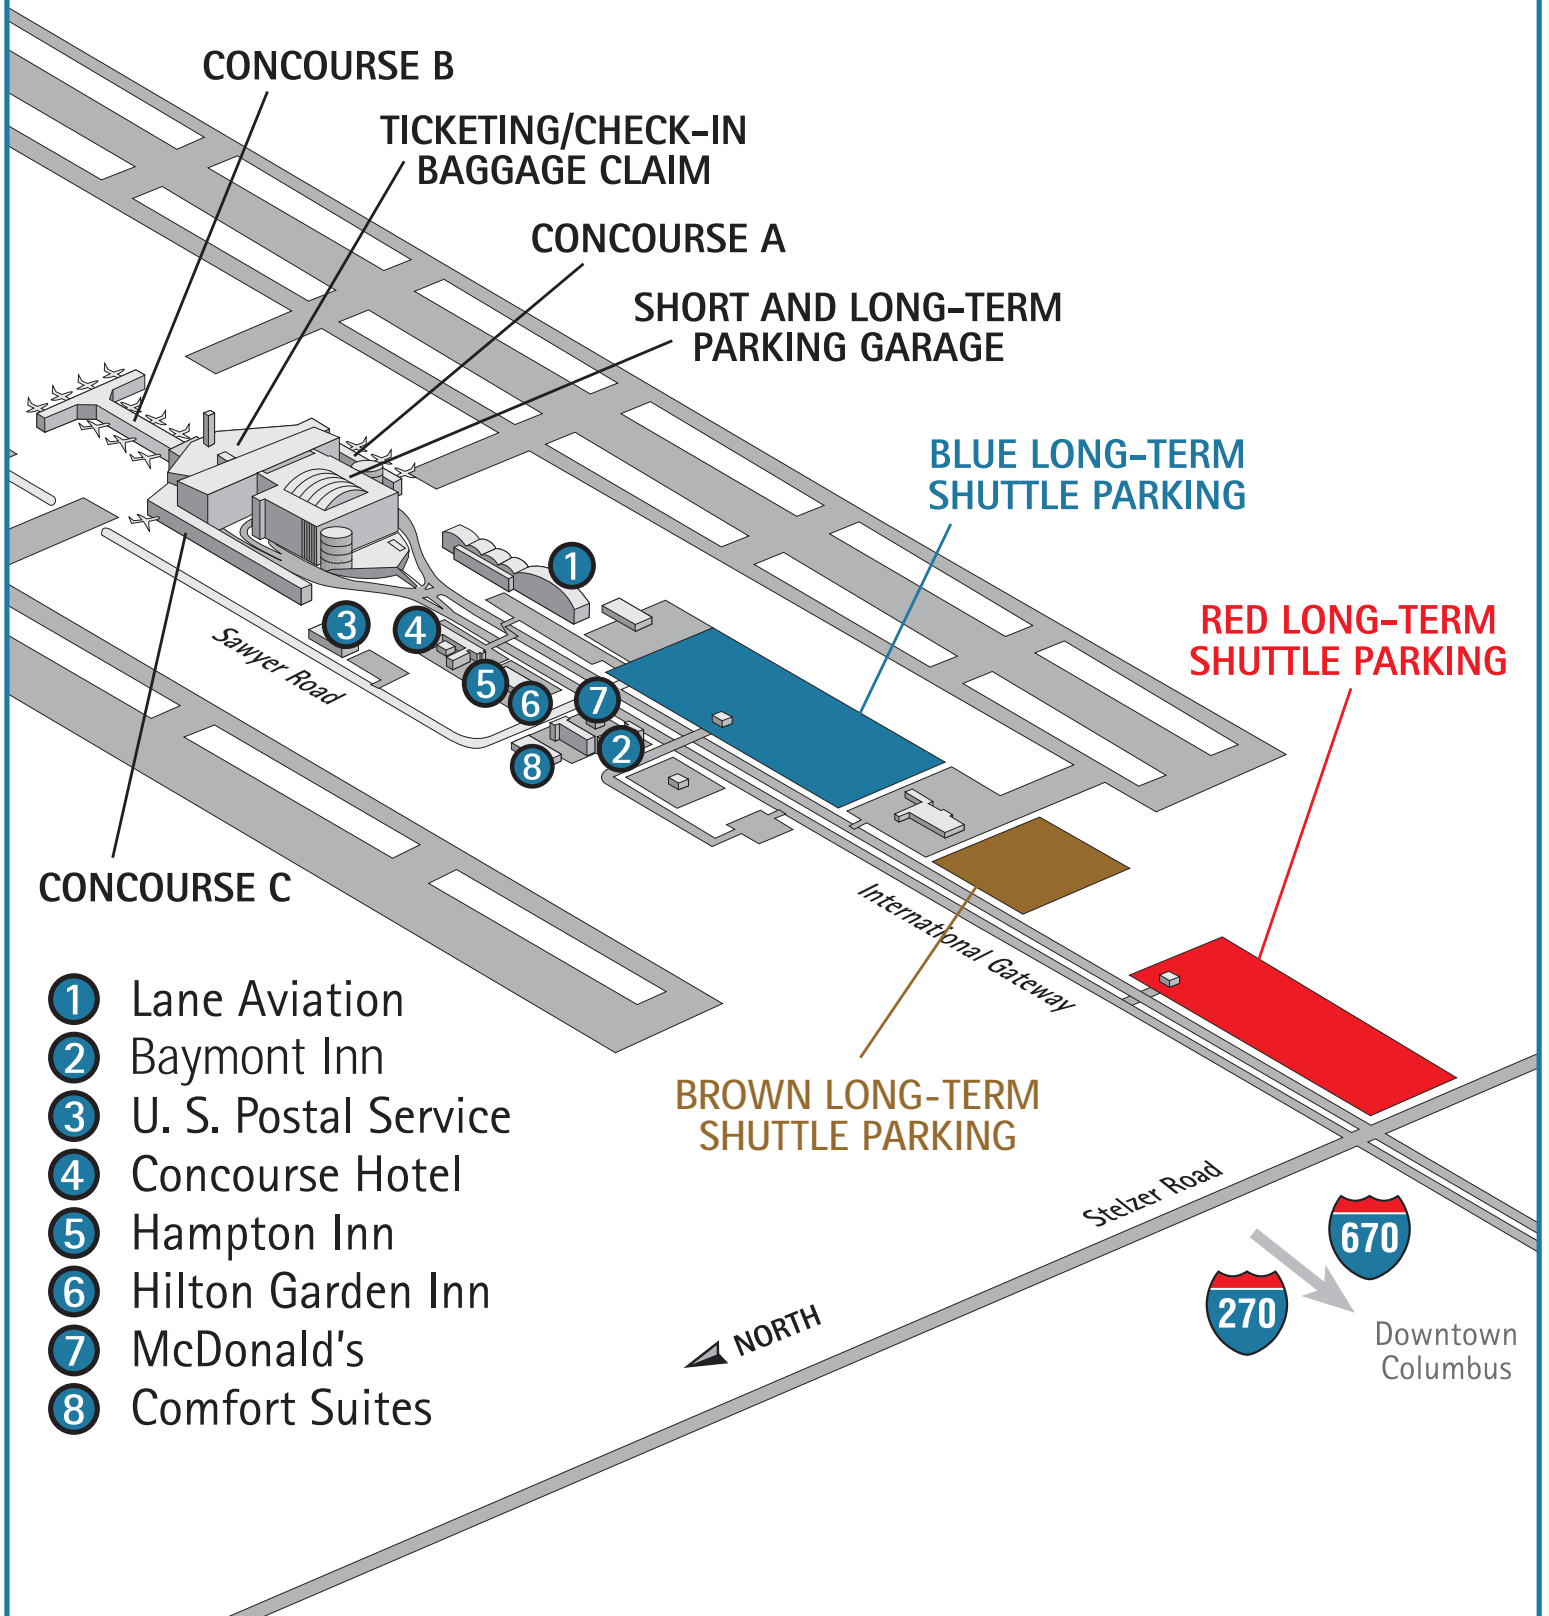 CONCOURSE B
TICKETING/CHECK-IN
BAGGAGE CLAIM
CONCOURSE A
SHORT AND LONG-TERM
PARKING GARAGE
BLUE LONG-TERM
SHUTTLE PARKING
RED LONG-TERM
SHUTTLE PARKING
1
3
4
5
6
7
2
8
Sawyer Road
CONCOURSE C
International Gateway
BROWN LONG-TERM
SHUTTLE PARKING
Stelzer Road
670
270
NORTH
Downtown
Columbus
1 Lane Aviation
2 Baymont Inn
3 U. S. Postal Service
4 Concourse Hotel
5 Hampton Inn
6 Hilton Garden Inn
7 McDonald's
8 Comfort Suites